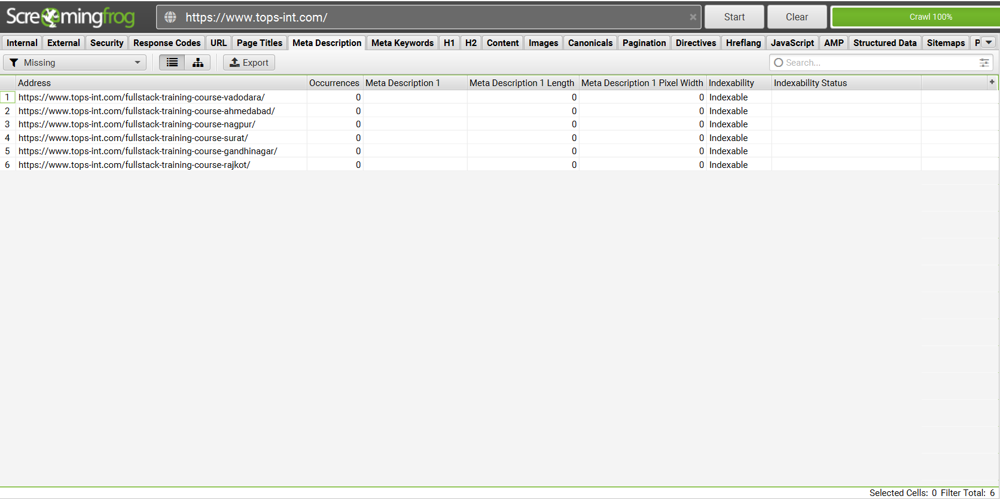 Screamingfrog https://www.tops-int.com/ Start Clear Crawl 100%
Internal External Security Response Codes URL Page Titles Meta Description Meta Keywords H1 H2 Content Images Canonicals Pagination Directives Hreflang JavaScript AMP Structured Data Sitemaps P
Missing Export Search...
Address Occurrences Meta Description 1 Meta Description 1 Length Meta Description 1 Pixel Width Indexability Indexability Status +
1 https://www.tops-int.com/fullstack-training-course-vadodara/ 0 0 0 Indexable
2 https://www.tops-int.com/fullstack-training-course-ahmedabad/ 0 0 0 Indexable
3 https://www.tops-int.com/fullstack-training-course-nagpur/ 0 0 0 Indexable
4 https://www.tops-int.com/fullstack-training-course-surat/ 0 0 0 Indexable
5 https://www.tops-int.com/fullstack-training-course-gandhinagar/ 0 0 0 Indexable
6 https://www.tops-int.com/fullstack-training-course-rajkot/ 0 0 0 Indexable
Selected Cells: 0 Filter Total: 6